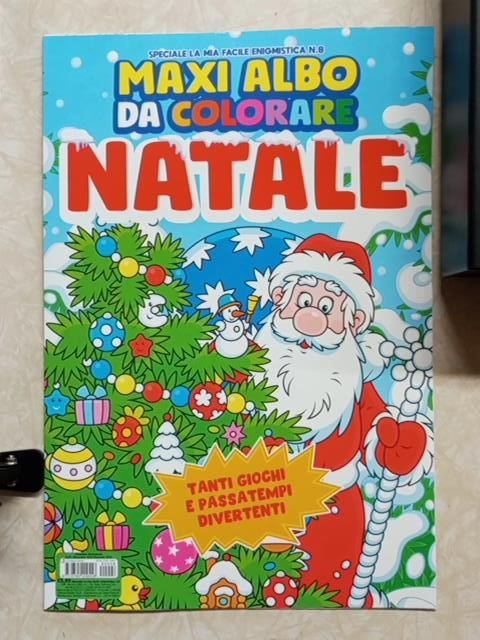 SPECIALE LA MIA FACILE ENIGMISTICA N.8
MAXI ALBO
DA COLORARE
NATALE
TANTI GIOCHI
E PASSATEMPI
DIVERTENTI